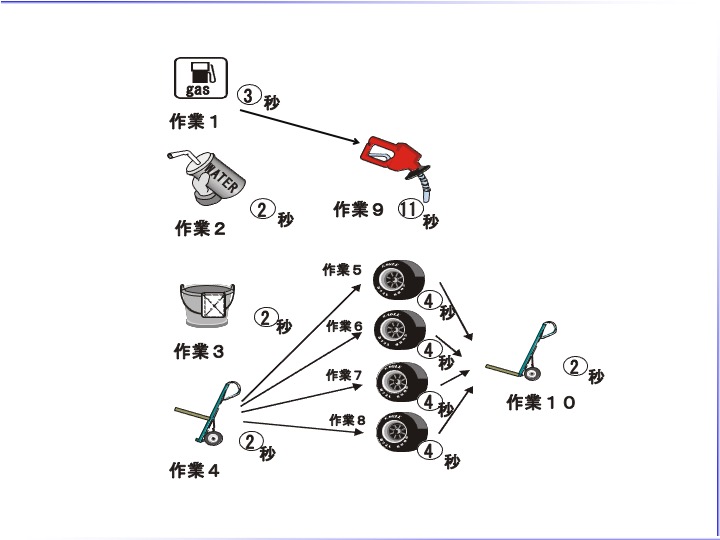 gas
③
秒
作業１
WATER
②
秒
作業２
作業９
⑪
秒
②
秒
作業３
②
秒
作業４
作業５
④
秒
作業６
④
秒
作業７
④
秒
作業８
④
秒
②
秒
作業１０